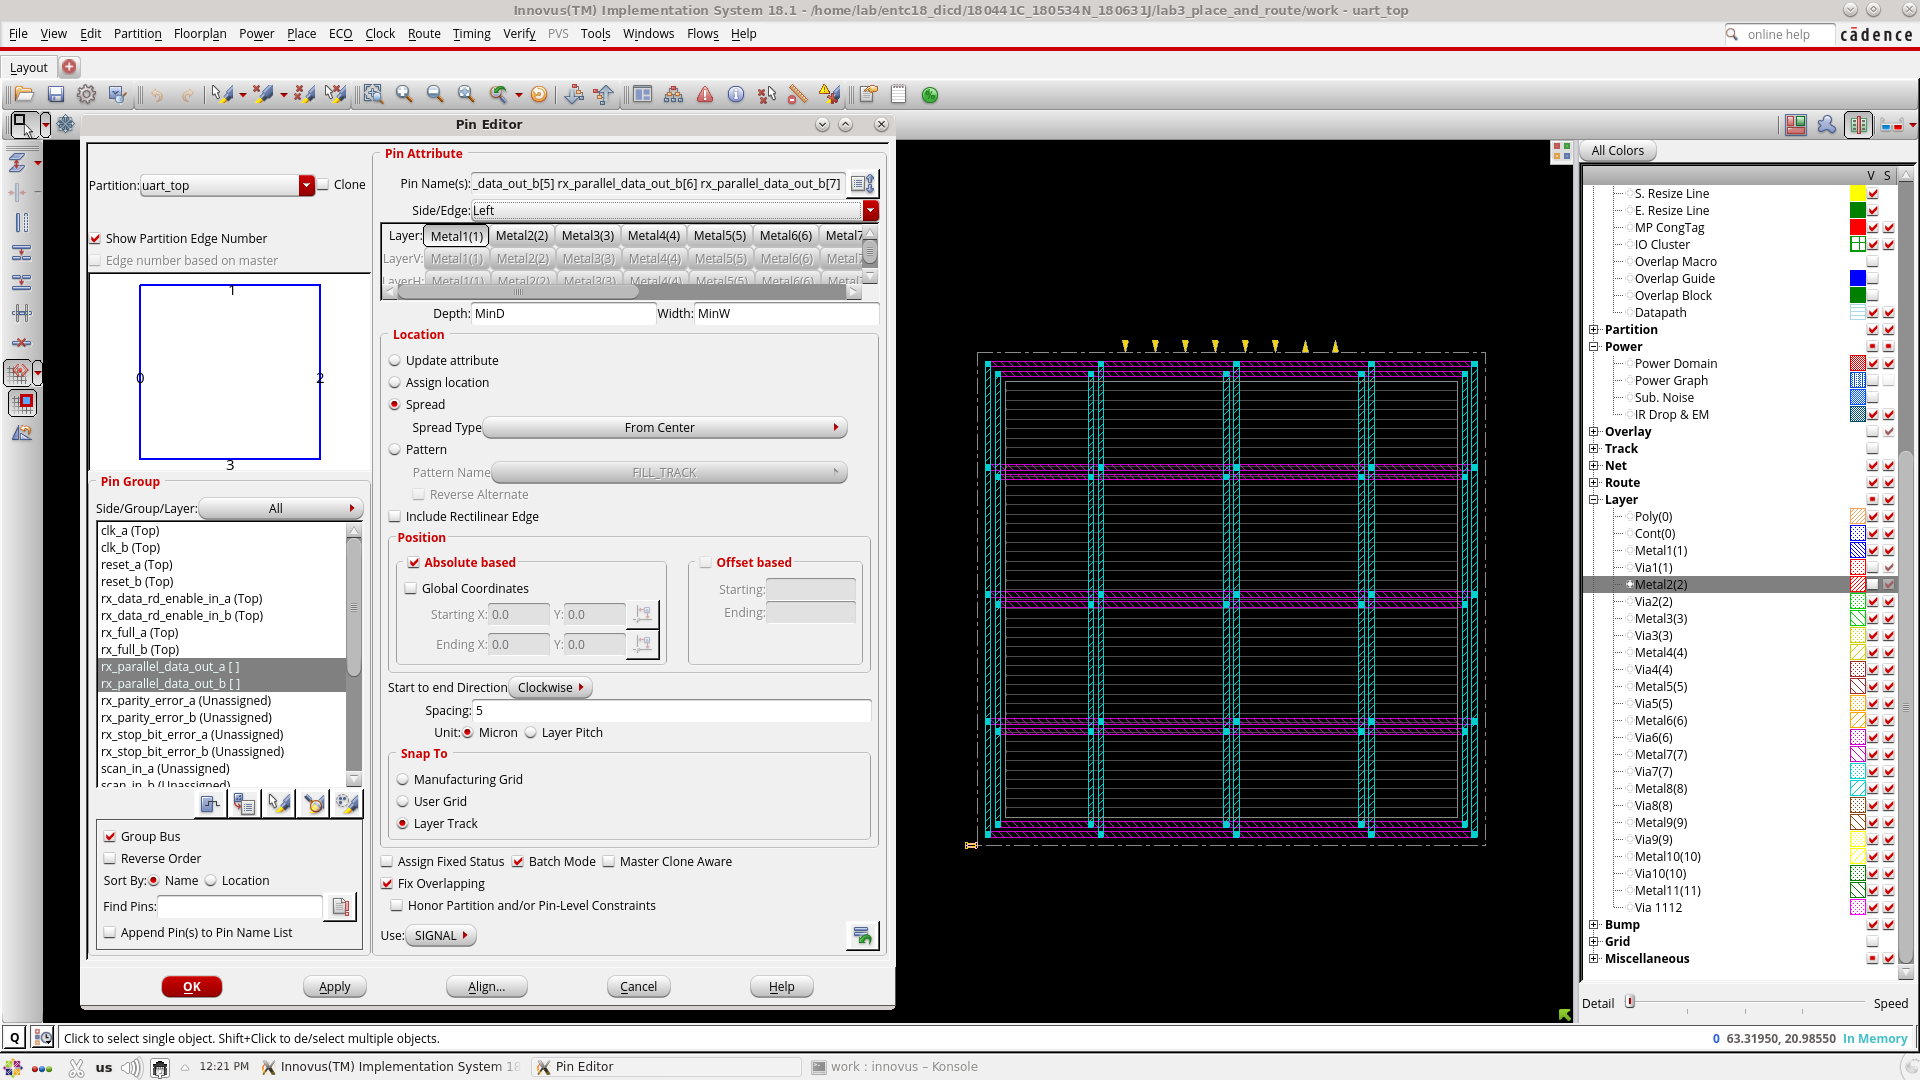 Innovus(TM) Implementation System 18.1 - /home/lab/entc18_dicd/180441C_180534N_180631J/lab3_place_and_route/work - uart_top
File View Edit Partition Floorplan Power Place ECO Clock Route Timing Verify PVS Tools Windows Flows Help
online help
cādence
Layout
Pin Editor
Partition: uart_top
Clone
Show Partition Edge Number
Edge number based on master
1
0
2
3
Pin Group
Side/Group/Layer: All
clk_a (Top)
clk_b (Top)
reset_a (Top)
reset_b (Top)
rx_data_rd_enable_in_a (Top)
rx_data_rd_enable_in_b (Top)
rx_full_a (Top)
rx_full_b (Top)
rx_parallel_data_out_a [ ]
rx_parallel_data_out_b [ ]
rx_parity_error_a (Unassigned)
rx_parity_error_b (Unassigned)
rx_stop_bit_error_a (Unassigned)
rx_stop_bit_error_b (Unassigned)
scan_in_a (Unassigned)
scan_in_b (Unassigned)
Group Bus
Reverse Order
Sort By: Name Location
Find Pins:
Append Pin(s) to Pin Name List
Pin Attribute
Pin Name(s): _data_out_b[5] rx_parallel_data_out_b[6] rx_parallel_data_out_b[7]
Side/Edge: Left
Layer: Metal1(1) Metal2(2) Metal3(3) Metal4(4) Metal5(5) Metal6(6) Metal7
LayerV: Metal1(1) Metal2(2) Metal3(3) Metal4(4) Metal5(5) Metal6(6) Metal7
LayerH: Metal1(1) Metal2(2) Metal3(3) Metal4(4) Metal5(5) Metal6(6) Metal7
Depth: MinD Width: MinW
Location
Update attribute
Assign location
Spread
Spread Type From Center
Pattern
Pattern Name FILL_TRACK
Reverse Alternate
Include Rectilinear Edge
Position
Absolute based
Global Coordinates
Starting X: 0.0 Y: 0.0
Ending X: 0.0 Y: 0.0
Offset based
Starting:
Ending:
Start to end Direction Clockwise
Spacing: 5
Unit: Micron Layer Pitch
Snap To
Manufacturing Grid
User Grid
Layer Track
Assign Fixed Status Batch Mode Master Clone Aware
Fix Overlapping
Honor Partition and/or Pin-Level Constraints
Use: SIGNAL
OK Apply Align... Cancel Help
All Colors
V S
S. Resize Line
E. Resize Line
MP CongTag
IO Cluster
Overlap Macro
Overlap Guide
Overlap Block
Datapath
Partition
Power
Power Domain
Power Graph
Sub. Noise
IR Drop & EM
Overlay
Track
Net
Route
Layer
Poly(0)
Cont(0)
Metal1(1)
Via1(1)
Metal2(2)
Via2(2)
Metal3(3)
Via3(3)
Metal4(4)
Via4(4)
Metal5(5)
Via5(5)
Metal6(6)
Via6(6)
Metal7(7)
Via7(7)
Metal8(8)
Via8(8)
Metal9(9)
Via9(9)
Metal10(10)
Via10(10)
Metal11(11)
Via 1112
Bump
Grid
Miscellaneous
Detail Speed
Q
Click to select single object. Shift+Click to de/select multiple objects.
0 63.31950, 20.98550 In Memory
us
12:21 PM
Innovus(TM) Implementation System 18
Pin Editor
work : innovus – Konsole